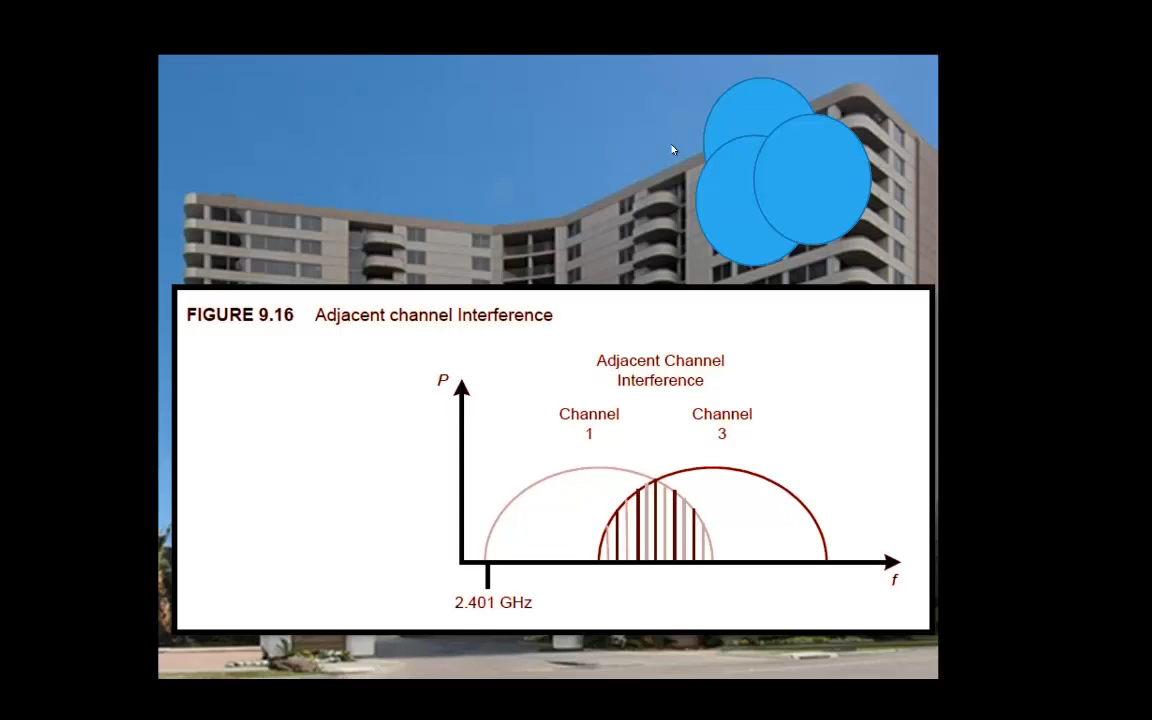 FIGURE 9.16 Adjacent channel Interference
Adjacent Channel
Interference
P
Channel
1
Channel
3
f
2.401 GHz